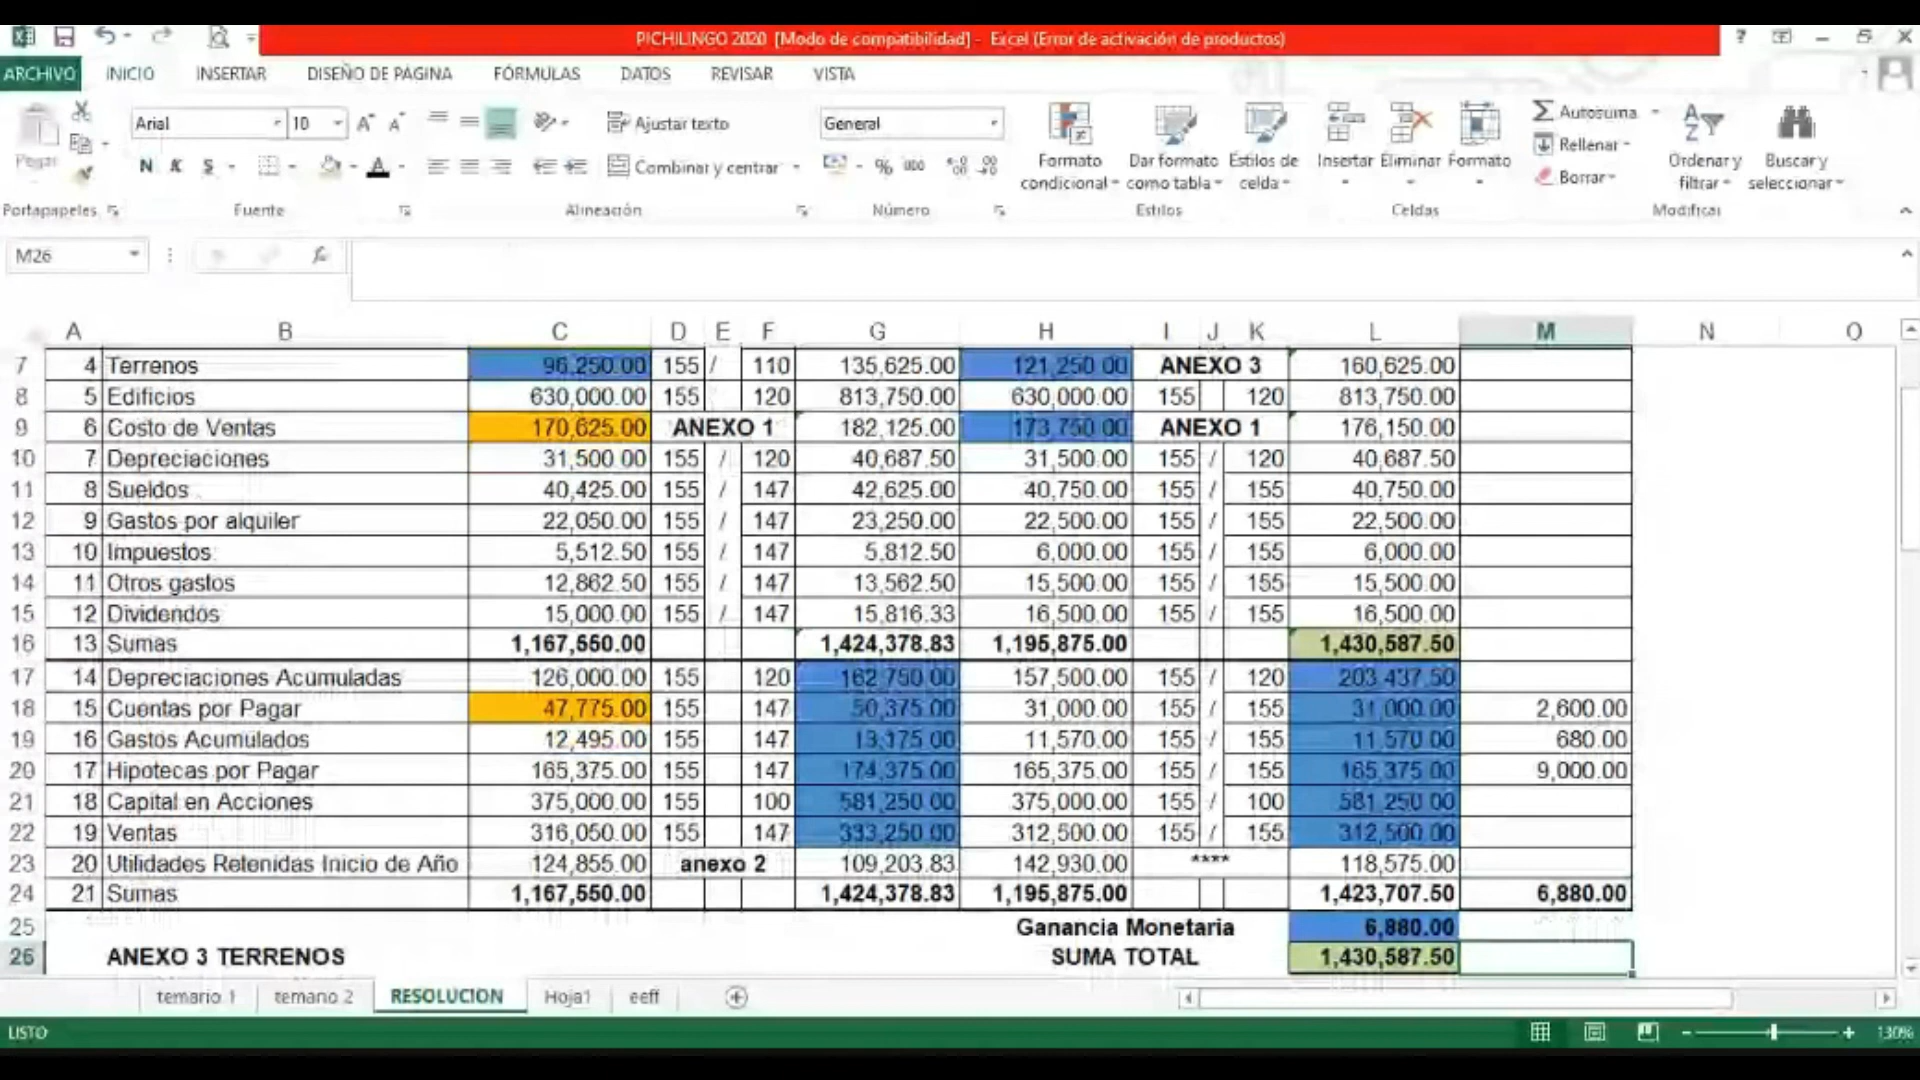 PICHILINGO 2020 [Modo de compatibilidad] - Excel (Error de activación de productos)
ARCHIVO INICIO INSERTAR DISEÑO DE PÁGINA FÓRMULAS DATOS REVISAR VISTA
Arial 10 Ajustar texto General Autosuma
Pegar Rellenar
N K S Combinar y centrar % 000 Formato condicional Dar formato como tabla Estilos de celda Insertar Eliminar Formato Borrar Ordenar y filtrar Buscar y seleccionar
Portapapeles Fuente Alineación Número Estilos Celdas Modificar
M26 fx
A B C D E F G H I J K L M N O
7 4 Terrenos 96,250.00 155 / 110 135,625.00 121,250.00 ANEXO 3 160,625.00
8 5 Edificios 630,000.00 155 120 813,750.00 630,000.00 155 120 813,750.00
9 6 Costo de Ventas 170,625.00 ANEXO 1 182,125.00 173,750.00 ANEXO 1 176,150.00
10 7 Depreciaciones 31,500.00 155 / 120 40,687.50 31,500.00 155 / 120 40,687.50
11 8 Sueldos 40,425.00 155 / 147 42,625.00 40,750.00 155 / 155 40,750.00
12 9 Gastos por alquiler 22,050.00 155 / 147 23,250.00 22,500.00 155 / 155 22,500.00
13 10 Impuestos 5,512.50 155 / 147 5,812.50 6,000.00 155 / 155 6,000.00
14 11 Otros gastos 12,862.50 155 / 147 13,562.50 15,500.00 155 / 155 15,500.00
15 12 Dividendos 15,000.00 155 / 147 15,816.33 16,500.00 155 / 155 16,500.00
16 13 Sumas 1,167,550.00 1,424,378.83 1,195,875.00 1,430,587.50
17 14 Depreciaciones Acumuladas 126,000.00 155 120 162,750.00 157,500.00 155 / 120 203,437.50
18 15 Cuentas por Pagar 47,775.00 155 147 50,375.00 31,000.00 155 / 155 31,000.00 2,600.00
19 16 Gastos Acumulados 12,495.00 155 147 13,175.00 11,570.00 155 / 155 11,570.00 680.00
20 17 Hipotecas por Pagar 165,375.00 155 147 174,375.00 165,375.00 155 / 155 165,375.00 9,000.00
21 18 Capital en Acciones 375,000.00 155 100 581,250.00 375,000.00 155 / 100 581,250.00
22 19 Ventas 316,050.00 155 147 333,250.00 312,500.00 155 / 155 312,500.00
23 20 Utilidades Retenidas Inicio de Año 124,855.00 anexo 2 109,203.83 142,930.00 **** 118,575.00
24 21 Sumas 1,167,550.00 1,424,378.83 1,195,875.00 1,423,707.50 6,880.00
25 Ganancia Monetaria 6,880.00
26 ANEXO 3 TERRENOS SUMA TOTAL 1,430,587.50
temario 1 temario 2 RESOLUCION Hoja1 eeff
LISTO 130%